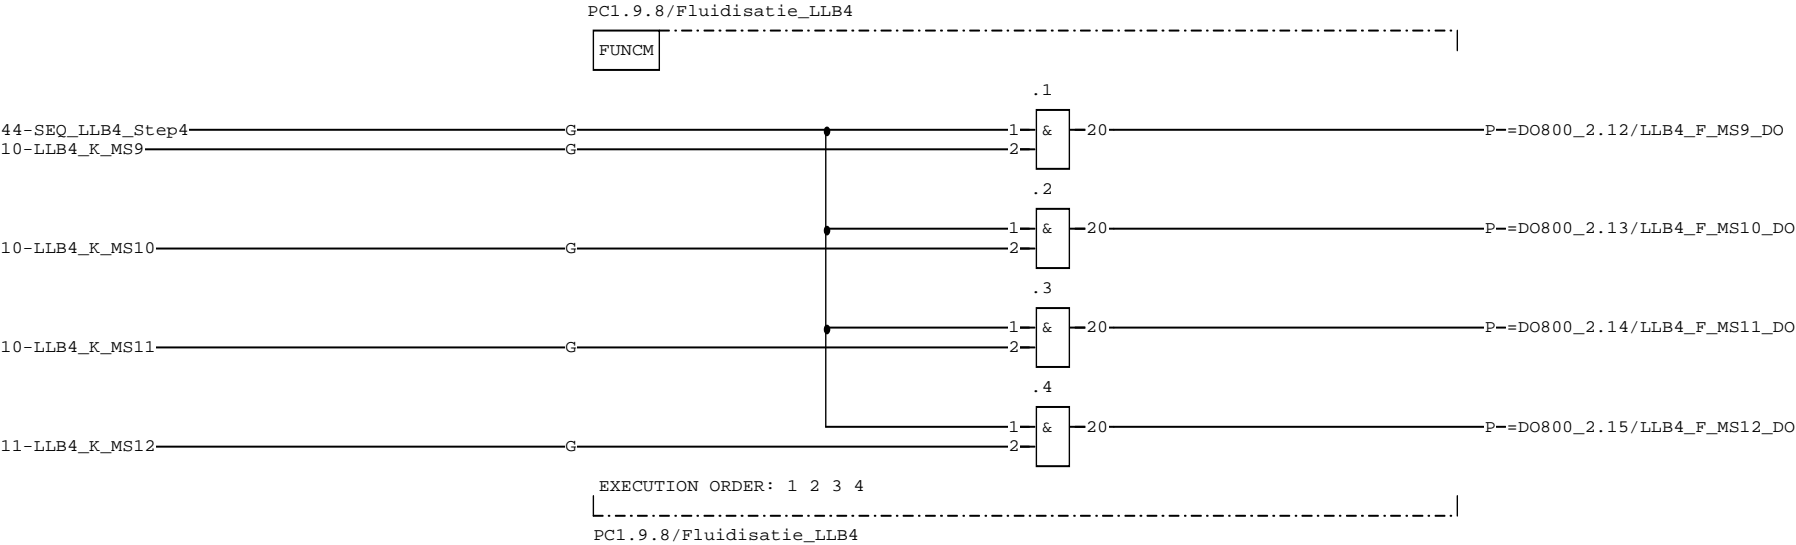 PC1.9.8/Fluidisatie_LLB4
FUNCM
.1
44-SEQ_LLB4_Step4 G 1 & 20 P-=DO800_2.12/LLB4_F_MS9_DO
10-LLB4_K_MS9 G 2
.2
1 & 20 P-=DO800_2.13/LLB4_F_MS10_DO
10-LLB4_K_MS10 G 2
.3
1 & 20 P-=DO800_2.14/LLB4_F_MS11_DO
10-LLB4_K_MS11 G 2
.4
1 & 20 P-=DO800_2.15/LLB4_F_MS12_DO
11-LLB4_K_MS12 G 2
EXECUTION ORDER: 1 2 3 4
PC1.9.8/Fluidisatie_LLB4